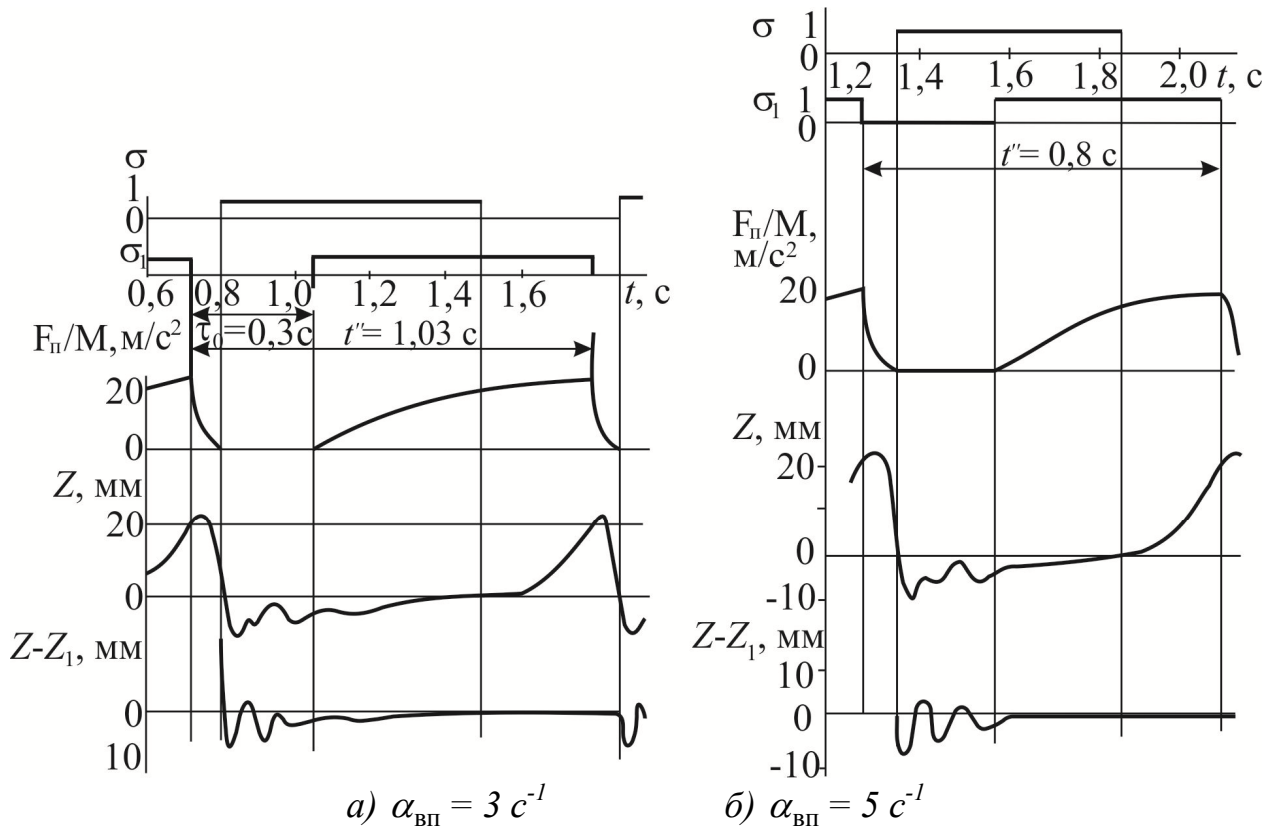 σ
1
0
σ₁
0,6 0,8 1,0 1,2 1,4 1,6 t, с
τ₀=0,3с t″= 1,03 с
Fп/М, м/с²
20
0
Z, мм
20
0
Z-Z₁, мм
0
10
а) αвп = 3 с⁻¹
σ 1
0
1,2 1,4 1,6 1,8 2,0 t, с
σ₁ 1
0
t″= 0,8 с
Fп/М,
м/с²
20
0
Z, мм
20
0
-10
Z-Z₁, мм
10
0
-10
б) αвп = 5 с⁻¹